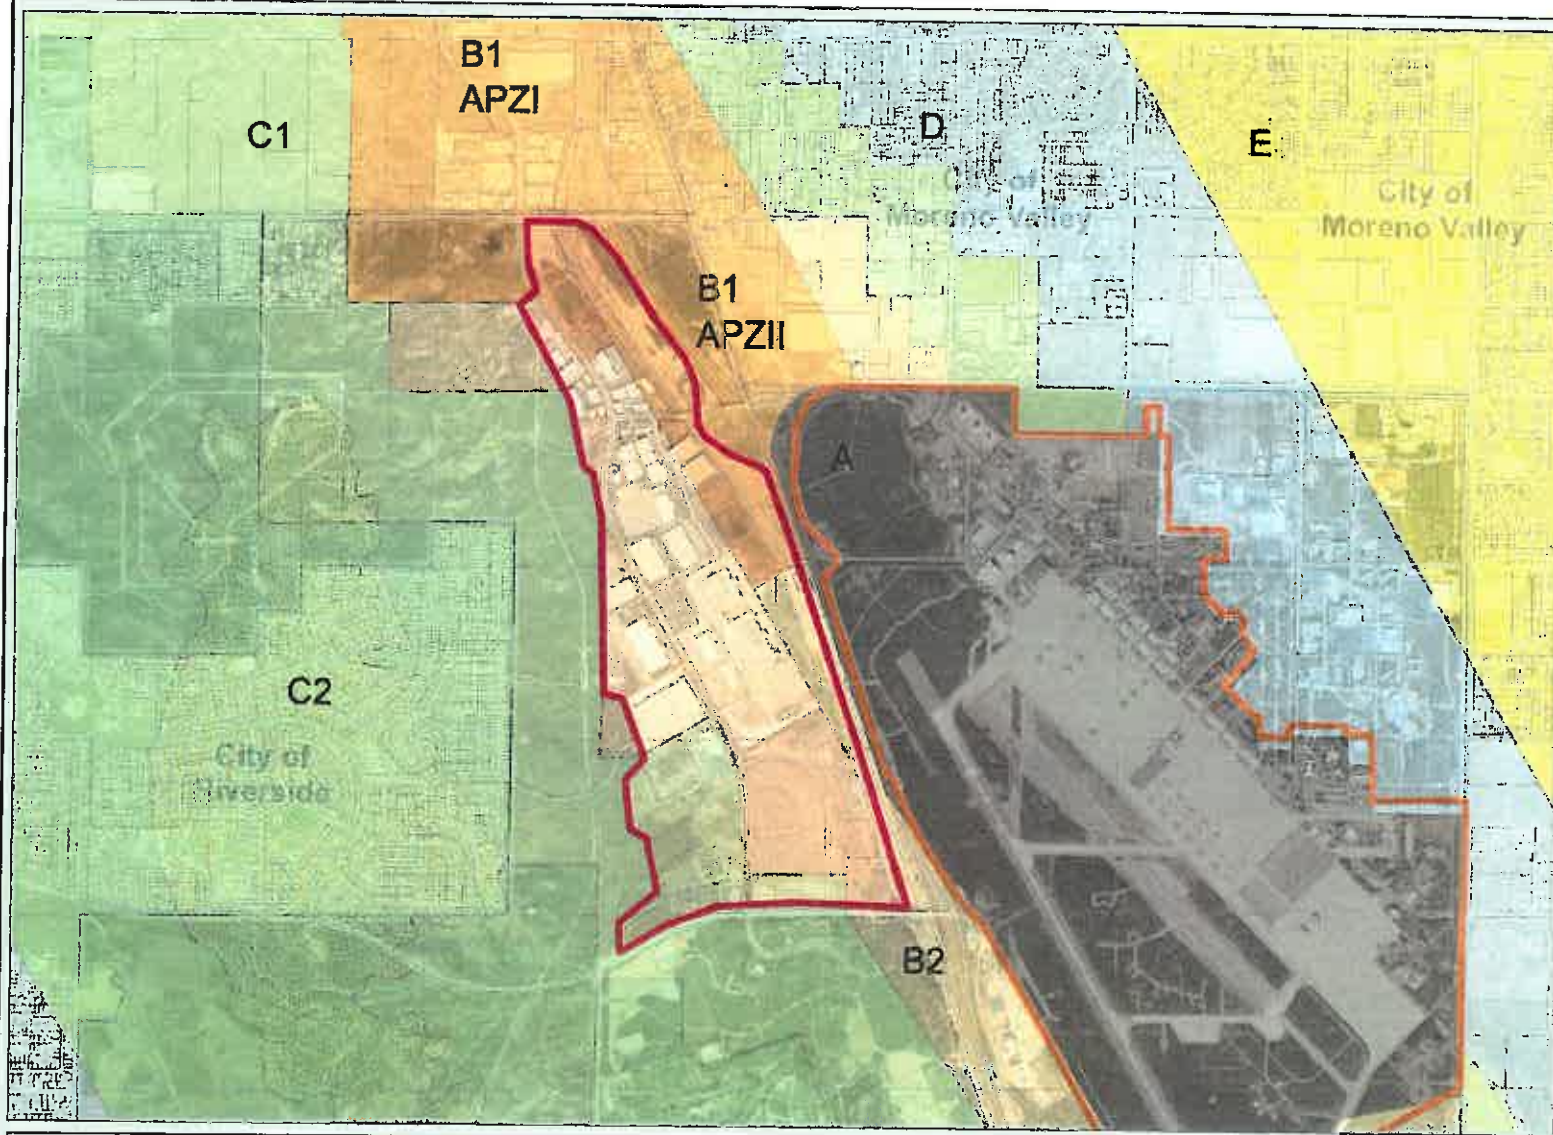 B1
APZI
C1
D
E
City of
Moreno Valley
City of
Moreno Valley
B1
APZII
A
C2
City of
Riverside
B2